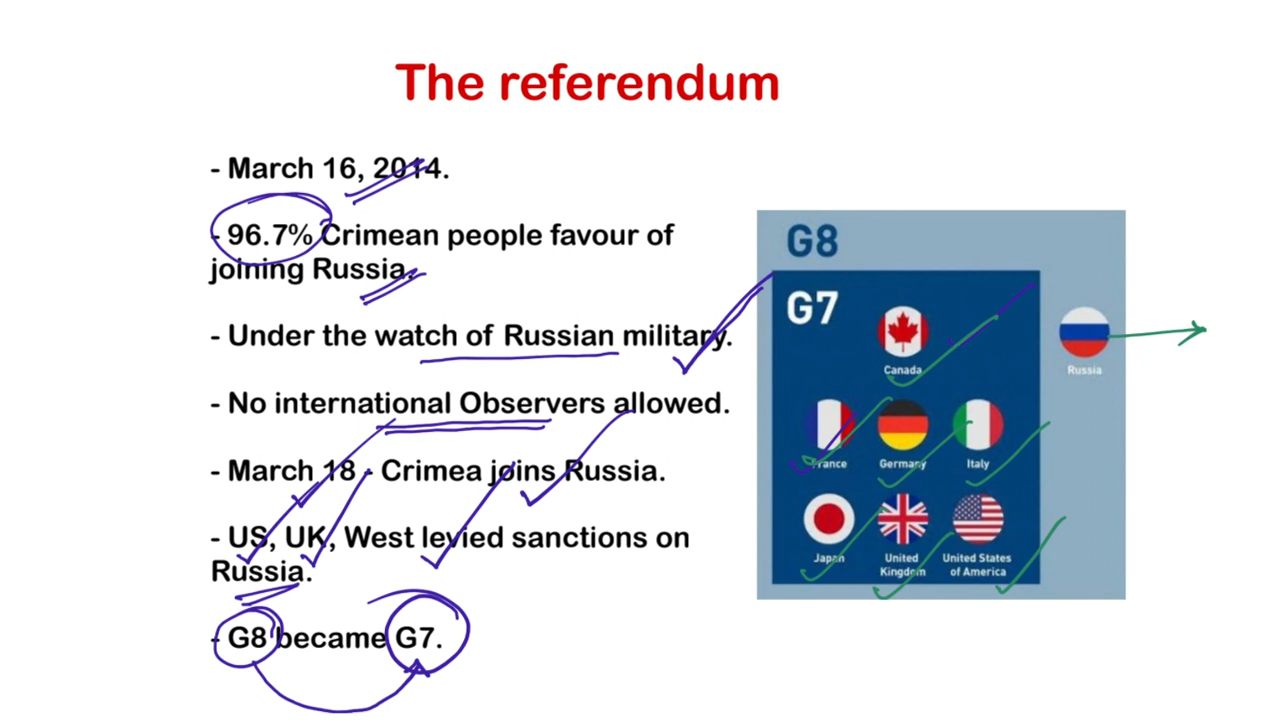 The referendum
- March 16, 2014.
- 96.7% Crimean people favour of
joining Russia.
- Under the watch of Russian military.
- No international Observers allowed.
- March 18 - Crimea joins Russia.
- US, UK, West levied sanctions on
Russia.
- G8 became G7.
G8
G7
Canada
Russia
France
Germany
Italy
Japan
United
Kingdom
United States
of America